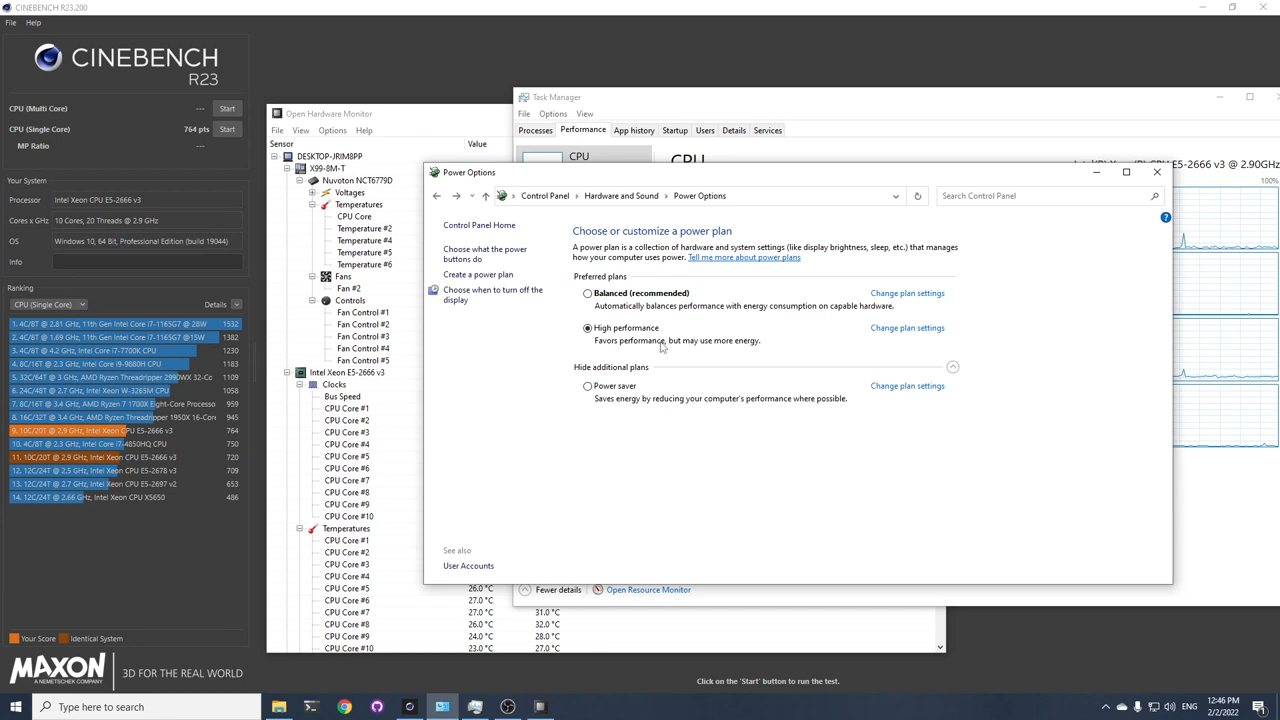 CINEBENCH R23.200
File Help
CINEBENCH
R23
CPU (Multi Core) --- Start
CPU (Single Core) 764 pts Start
MP Ratio ---
Your System
Processor Intel Xeon CPU E5-2666 v3
Cores x GHz 10 Cores, 20 Threads @ 2.9 GHz
OS Windows 10, 64 Bit, Professional Edition (build 19044)
Info
Ranking
CPU (Single Core) Details
1. 4C/8T @ 2.81 GHz, 11th Gen Intel Core i7-1165G7 @ 28W 1532
2. 4C/8T @ 1.69 GHz, 11th Gen Intel Core i7-1165G7 @15W 1382
3. 4C/8T @ 4.2 GHz, Intel Core i7-7700K CPU 1230
4. 8C/16T @ 2.3 GHz, Intel Core i9-9880H CPU 1183
5. 32C/64T @ 3 GHz, AMD Ryzen Threadripper 2990WX 32-Co 1109
6. 24C/48T @ 2.7 GHz, Intel Xeon W-3265M CPU 1058
7. 8C/16T @ 3.4 GHz, AMD Ryzen 7 1700X Eight-Core Processo 959
8. 16C/32T @ 3.4 GHz, AMD Ryzen Threadripper 1950X 16-Core 945
9. 10C/20T @ 2.9 GHz, Intel Xeon CPU E5-2666 v3 764
10. 4C/8T @ 2.3 GHz, Intel Core i7-4850HQ CPU 750
11. 10C/20T @ 2.9 GHz, Intel Xeon CPU E5-2666 v3 720
12. 12C/24T @ 2.5 GHz, Intel Xeon CPU E5-2678 v3 709
13. 12C/24T @ 2.7 GHz, Intel Xeon CPU E5-2697 v2 653
14. 12C/24T @ 2.66 GHz, Intel Xeon CPU X5650 486
Your Score Identical System
MAXON
A NEMETSCHEK COMPANY
3D FOR THE REAL WORLD
Click on the 'Start' button to run the test.
Open Hardware Monitor
File View Options Help
Sensor Value
DESKTOP-JRIM8PP
X99-8M-T
Nuvoton NCT6779D
Voltages
Temperatures
CPU Core
Temperature #2
Temperature #4
Temperature #5
Temperature #6
Fans
Fan #2
Controls
Fan Control #1
Fan Control #2
Fan Control #3
Fan Control #4
Fan Control #5
Intel Xeon E5-2666 v3
Clocks
Bus Speed
CPU Core #1
CPU Core #2
CPU Core #3
CPU Core #4
CPU Core #5
CPU Core #6
CPU Core #7
CPU Core #8
CPU Core #9
CPU Core #10
Temperatures
CPU Core #1
CPU Core #2
CPU Core #3
CPU Core #4
CPU Core #5 26.0 °C
CPU Core #6 27.0 °C
CPU Core #7 27.0 °C 31.0 °C
CPU Core #8 26.0 °C 32.0 °C
CPU Core #9 24.0 °C 28.0 °C
CPU Core #10 23.0 °C 27.0 °C
Task Manager
File Options View
Processes Performance App history Startup Users Details Services
CPU
CPU
E5-2666 v3 @ 2.90GHz
100%
Fewer details Open Resource Monitor
Power Options
Control Panel Hardware and Sound Power Options Search Control Panel
Control Panel Home
Choose what the power
buttons do
Create a power plan
Choose when to turn off the
display
See also
User Accounts
Choose or customize a power plan
A power plan is a collection of hardware and system settings (like display brightness, sleep, etc.) that manages
how your computer uses power. Tell me more about power plans
Preferred plans
Balanced (recommended) Change plan settings
Automatically balances performance with energy consumption on capable hardware.
High performance Change plan settings
Favors performance, but may use more energy.
Hide additional plans
Power saver Change plan settings
Saves energy by reducing your computer's performance where possible.
Type here to search
ENG
12:46 PM
2/2/2022
1